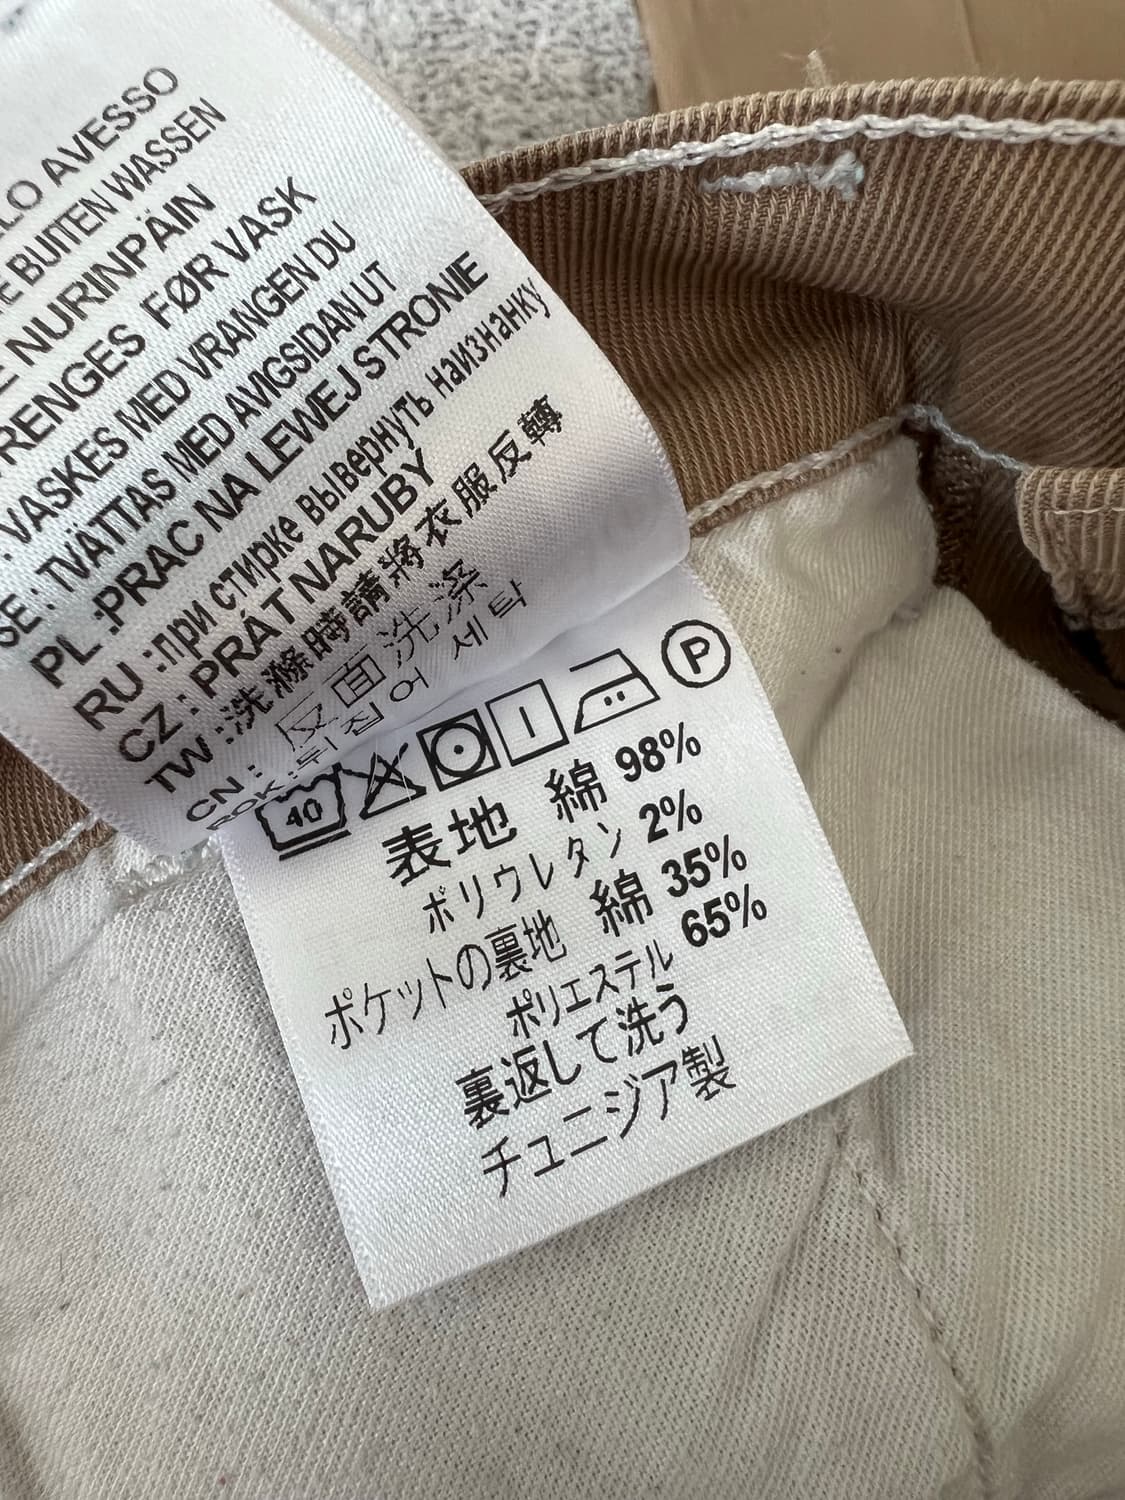 LO AVESSO
E BUITEN WASSEN
E NURINPÄIN
RENGES FØR VASK
: VASKES MED VRANGEN DU
SE : TVÄTTAS MED AVIGSIDAN UT
PL :PRAC NA LEWEJ STRONIE
RU :при стирке вывернуть наизнанку
CZ : PRÁT NARUBY
TW :洗滌時請將衣服反轉
CN : 反面洗涤
ROK :뒤집어 세탁
40 P
表地 綿 98%
ポリウレタン 2%
ポケットの裏地 綿 35%
ポリエステル 65%
裏返して洗う
チュニジア製